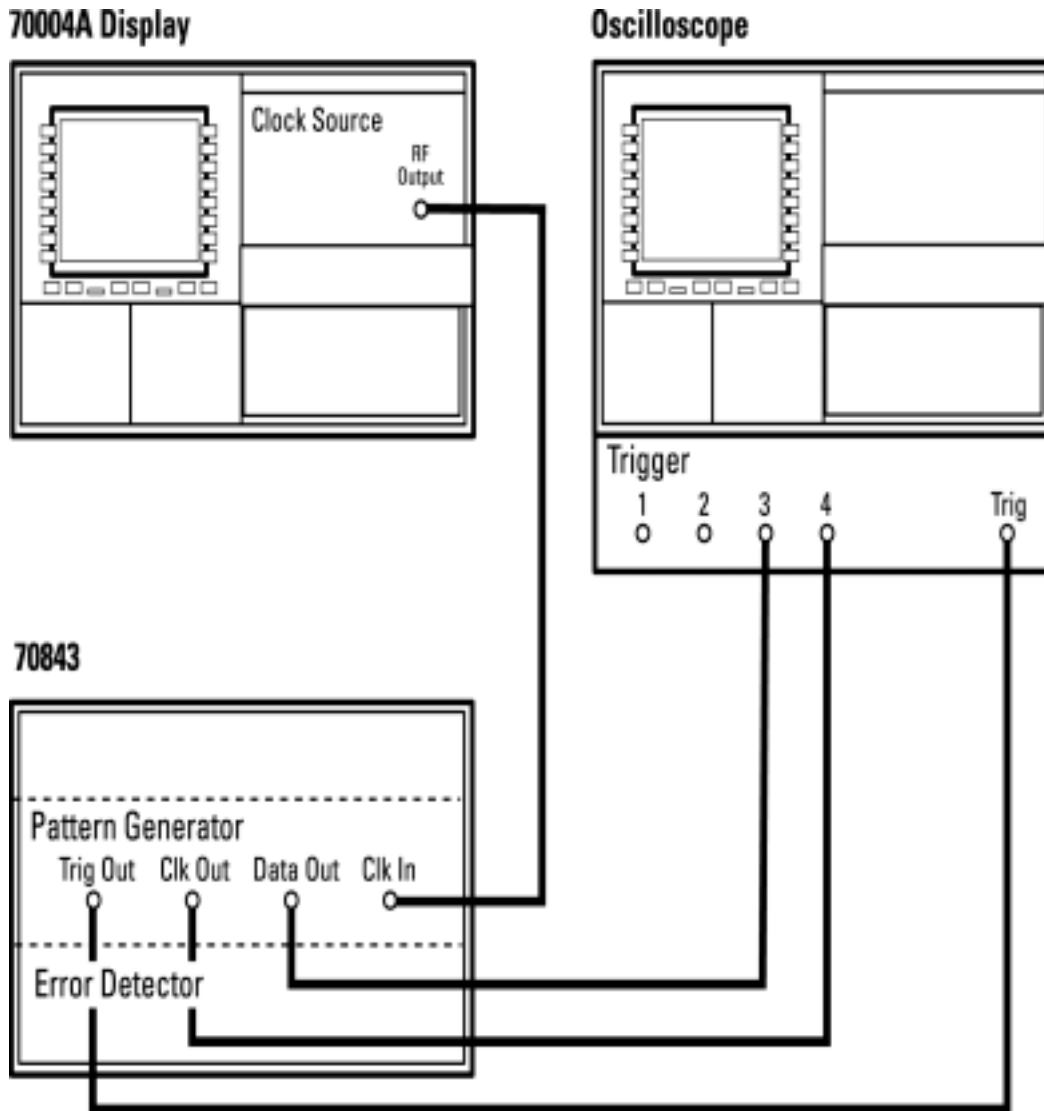 70004A Display
Oscilloscope
Clock Source
RF
Output
Trigger
1 2 3 4 Trig
70843
Pattern Generator
Trig Out Clk Out Data Out Clk In
Error Detector